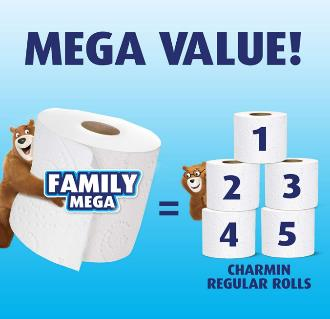 MEGA VALUE!
FAMILY
MEGA
=
1
2 3
4 5
CHARMIN
REGULAR ROLLS